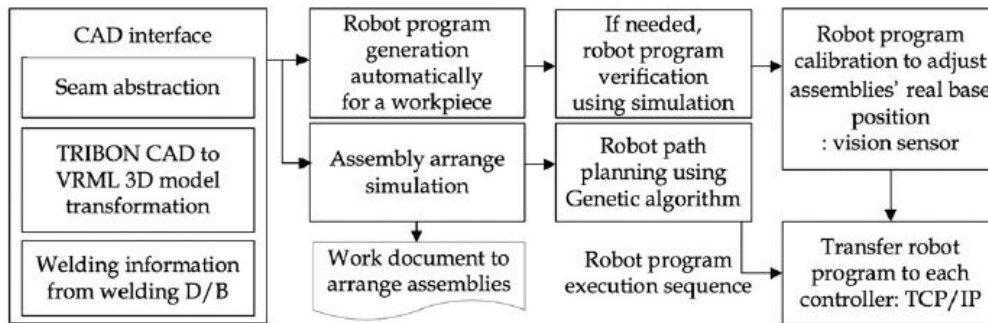 CAD interface
Seam abstraction
TRIBON CAD to
VRML 3D model
transformation
Welding information
from welding D/B
Robot program
generation
automatically
for a workpiece
If needed,
robot program
verification
using simulation
Robot program
calibration to adjust
assemblies' real base
position
: vision sensor
Assembly arrange
simulation
Robot path
planning using
Genetic algorithm
Work document to
arrange assemblies
Robot program
execution sequence
Transfer robot
program to each
controller: TCP/IP